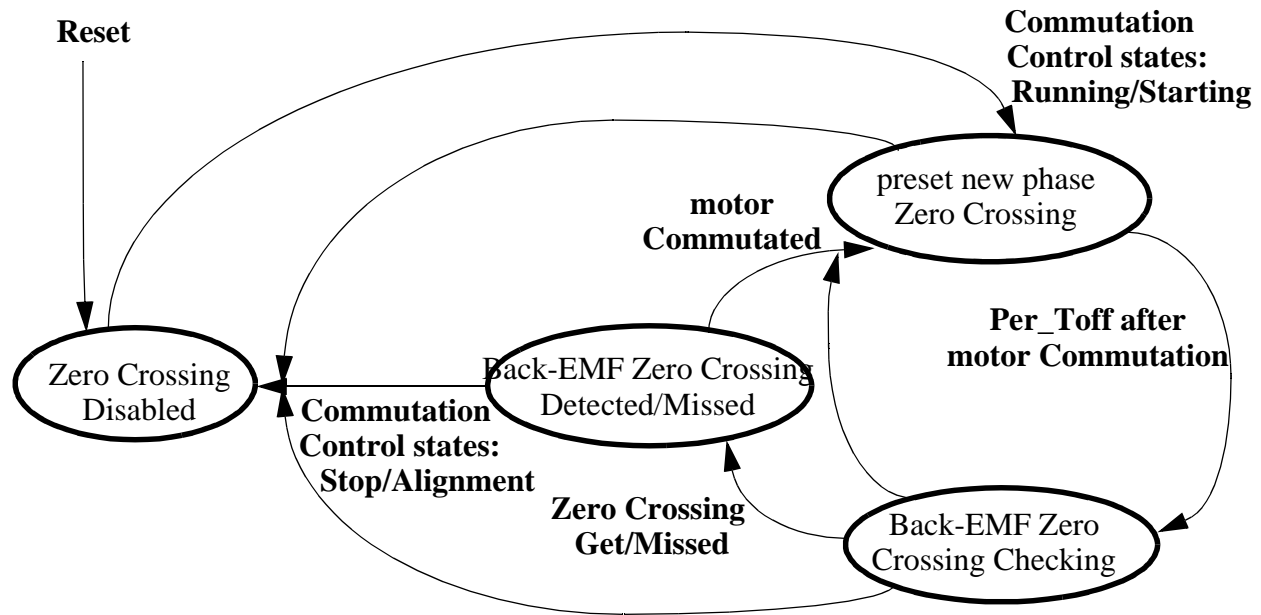 Reset
Commutation
Control states:
Running/Starting
preset new phase
Zero Crossing
motor
Commutated
Per_Toff after
motor Commutation
Zero Crossing
Disabled
Back-EMF Zero Crossing
Detected/Missed
Commutation
Control states:
Stop/Alignment
Zero Crossing
Get/Missed
Back-EMF Zero
Crossing Checking